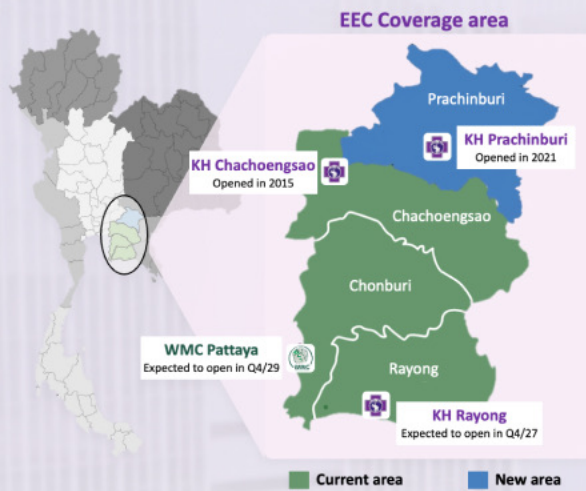 EEC Coverage area
Prachinburi
KH Prachinburi
Opened in 2021
KH Chachoengsao
Opened in 2015
Chachoengsao
Chonburi
WMC Pattaya
Expected to open in Q4/29
WMC
Rayong
KH Rayong
Expected to open in Q4/27
Current area
New area